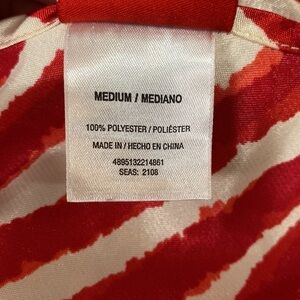 MEDIUM / MEDIANO
100% POLYESTER / POLIÉSTER
MADE IN / HECHO EN CHINA
4895132214861
SEAS: 2108